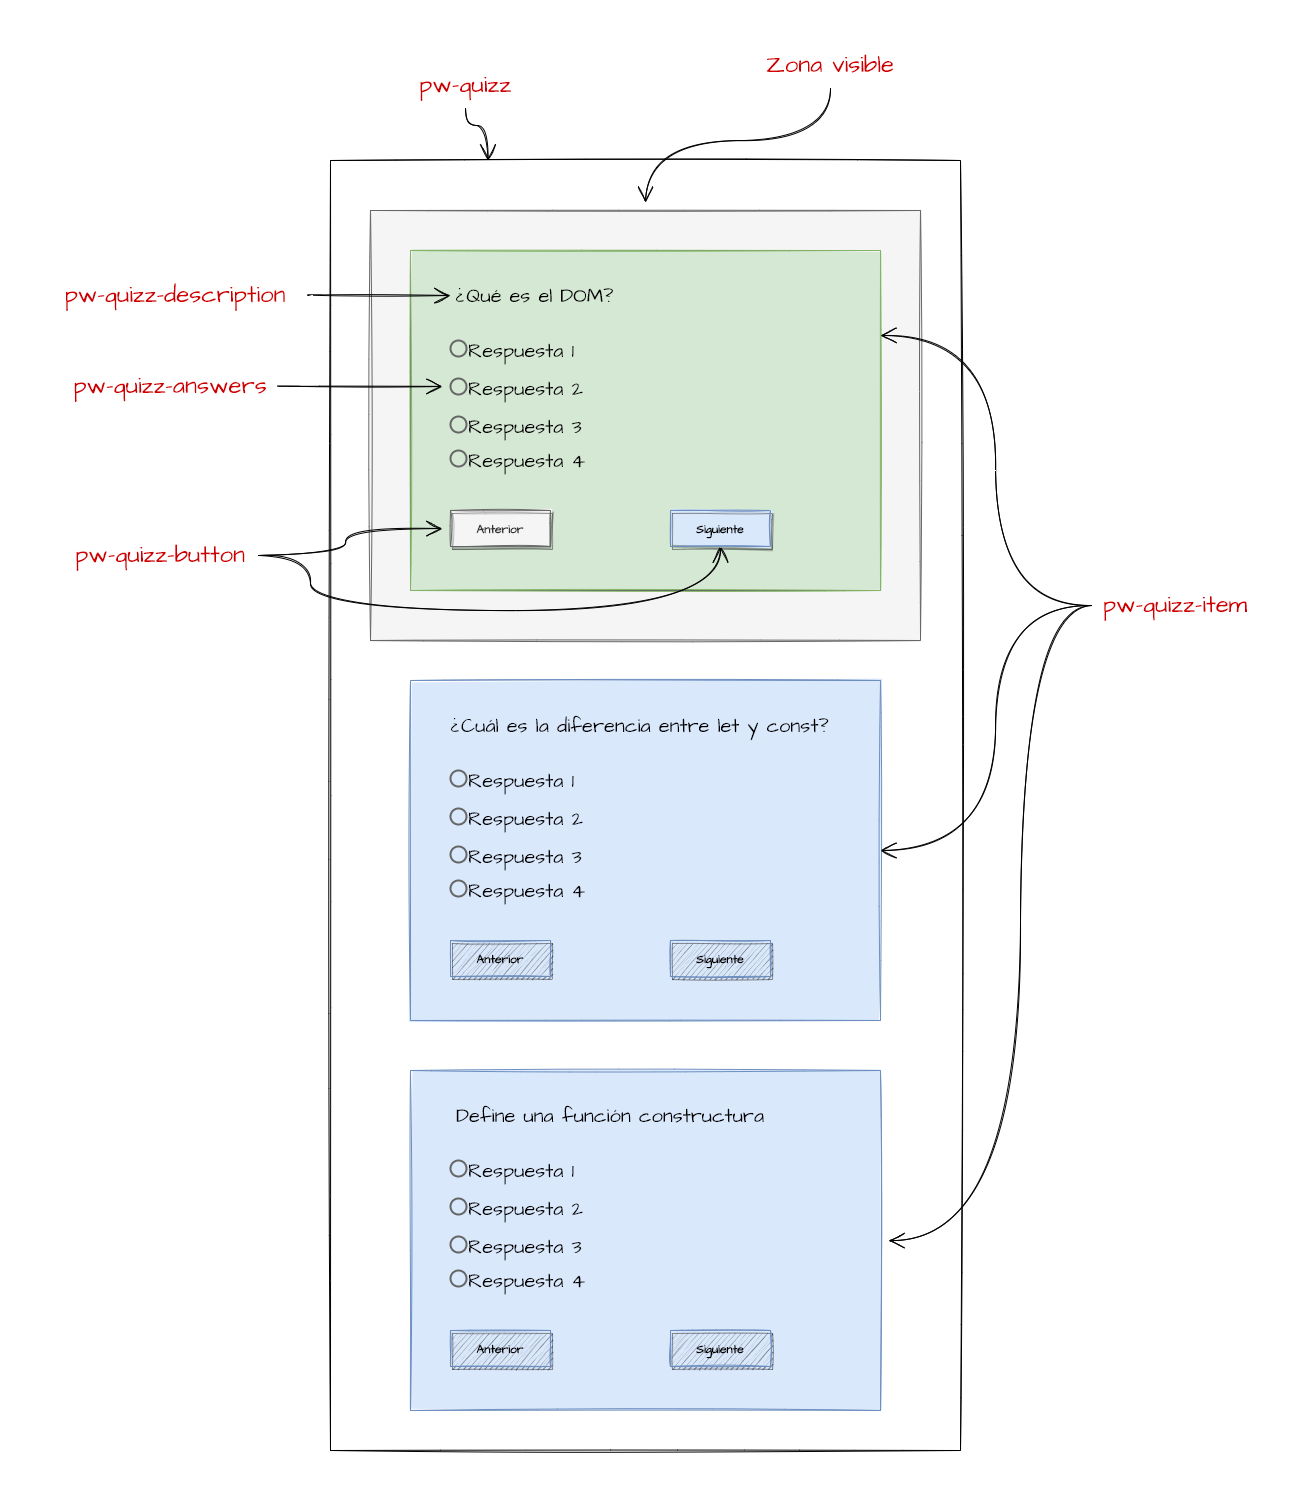 Zona visible
pw-quizz
pw-quizz-description
¿Qué es el DOM?
Respuesta 1
pw-quizz-answers
Respuesta 2
Respuesta 3
Respuesta 4
Anterior
Siguiente
pw-quizz-button
pw-quizz-item
¿Cuál es la diferencia entre let y const?
Respuesta 1
Respuesta 2
Respuesta 3
Respuesta 4
Anterior
Siguiente
Define una función constructura
Respuesta 1
Respuesta 2
Respuesta 3
Respuesta 4
Anterior
Siguiente